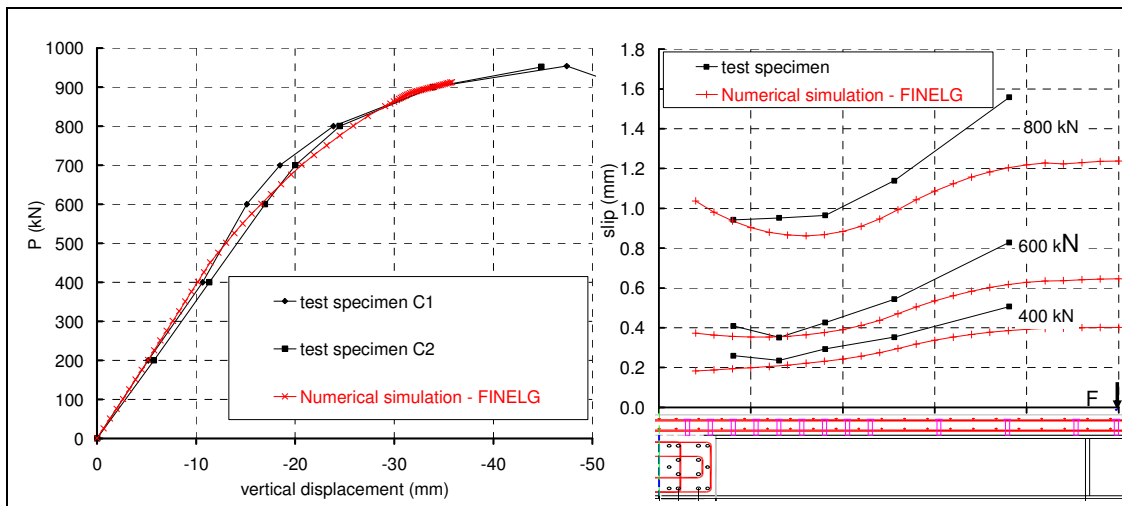 1000
900
800
700
600
500
400
300
200
100
0
P (kN)
0 -10 -20 -30 -40 -50
vertical displacement (mm)
test specimen C1
test specimen C2
Numerical simulation - FINELG
1.8
1.6
1.4
1.2
1.0
0.8
0.6
0.4
0.2
0.0
slip (mm)
test specimen
Numerical simulation - FINELG
800 kN
600 kN
400 kN
F